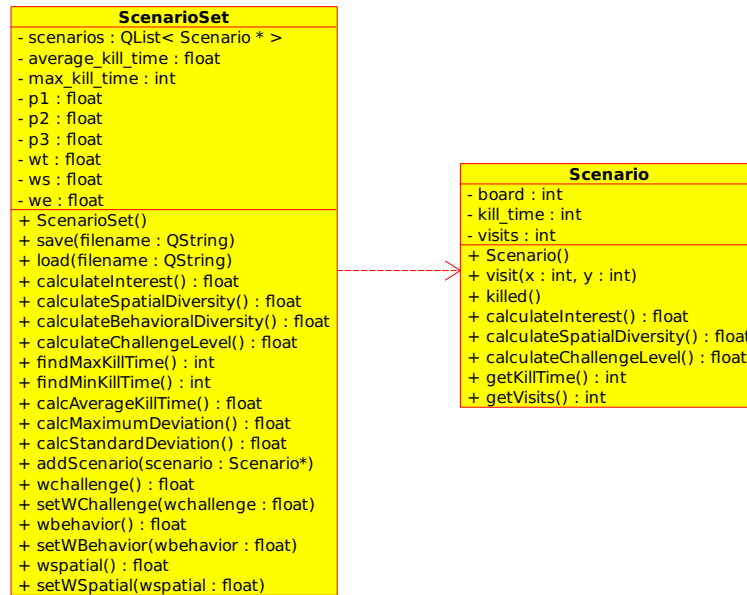 ScenarioSet
- scenarios : QList< Scenario * >
- average_kill_time : float
- max_kill_time : int
- p1 : float
- p2 : float
- p3 : float
- wt : float
- ws : float
- we : float
+ ScenarioSet()
+ save(filename : QString)
+ load(filename : QString)
+ calculateInterest() : float
+ calculateSpatialDiversity() : float
+ calculateBehavioralDiversity() : float
+ calculateChallengeLevel() : float
+ findMaxKillTime() : int
+ findMinKillTime() : int
+ calcAverageKillTime() : float
+ calcMaximumDeviation() : float
+ calcStandardDeviation() : float
+ addScenario(scenario : Scenario*)
+ wchallenge() : float
+ setWChallenge(wchallenge : float)
+ wbehavior() : float
+ setWBehavior(wbehavior : float)
+ wspatial() : float
+ setWSpatial(wspatial : float)
Scenario
- board : int
- kill_time : int
- visits : int
+ Scenario()
+ visit(x : int, y : int)
+ killed()
+ calculateInterest() : float
+ calculateSpatialDiversity() : float
+ calculateChallengeLevel() : float
+ getKillTime() : int
+ getVisits() : int